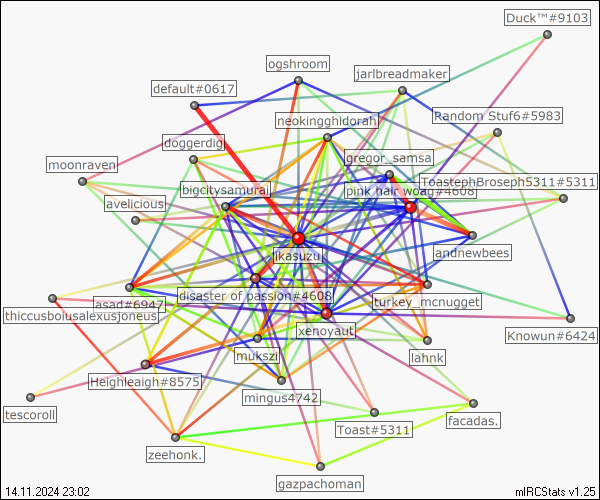 Duck™#9103
ogshroom
jarlbreadmaker
default#0617
Random Stuf6#5983
neokingghidorah
doggerdig
gregor_samsa
moonraven
ToastephBroseph5311#5311
bigcitysamurai
pink hair woag#4608
avelicious
andnewbees
jikasuzu
disaster of passion#4608
turkey_mcnugget
asad#6947
thiccusbolusalexusjoneus
xenoyaut
Knowun#6424
mukszi
lahnk
Heighleaigh#8575
mingus4742
tescoroll
facadas.
Toast#5311
zeehonk.
gazpachoman
14.11.2024 23:02
mIRCStats v1.25